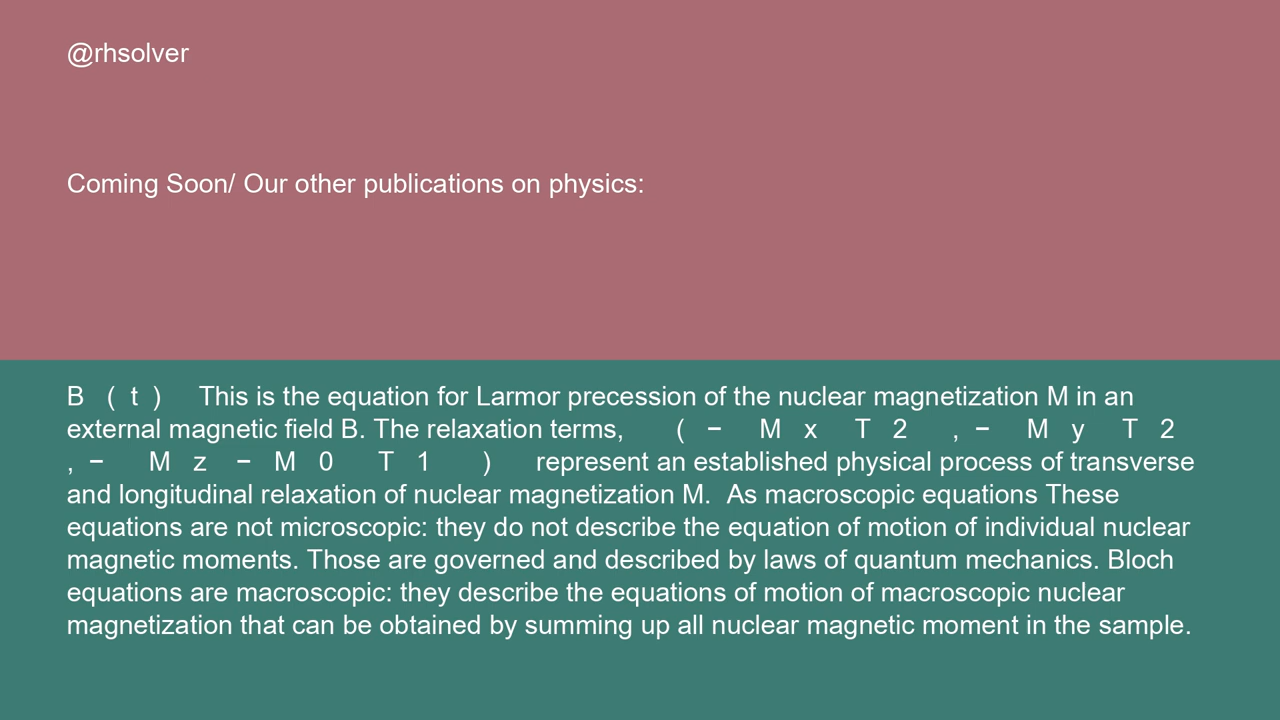 @rhsolver
Coming Soon/ Our other publications on physics:
B ( t ) This is the equation for Larmor precession of the nuclear magnetization M in an
external magnetic field B. The relaxation terms, ( − M x T 2 , − M y T 2
, − M z − M 0 T 1 ) represent an established physical process of transverse
and longitudinal relaxation of nuclear magnetization M. As macroscopic equations These
equations are not microscopic: they do not describe the equation of motion of individual nuclear
magnetic moments. Those are governed and described by laws of quantum mechanics. Bloch
equations are macroscopic: they describe the equations of motion of macroscopic nuclear
magnetization that can be obtained by summing up all nuclear magnetic moment in the sample.